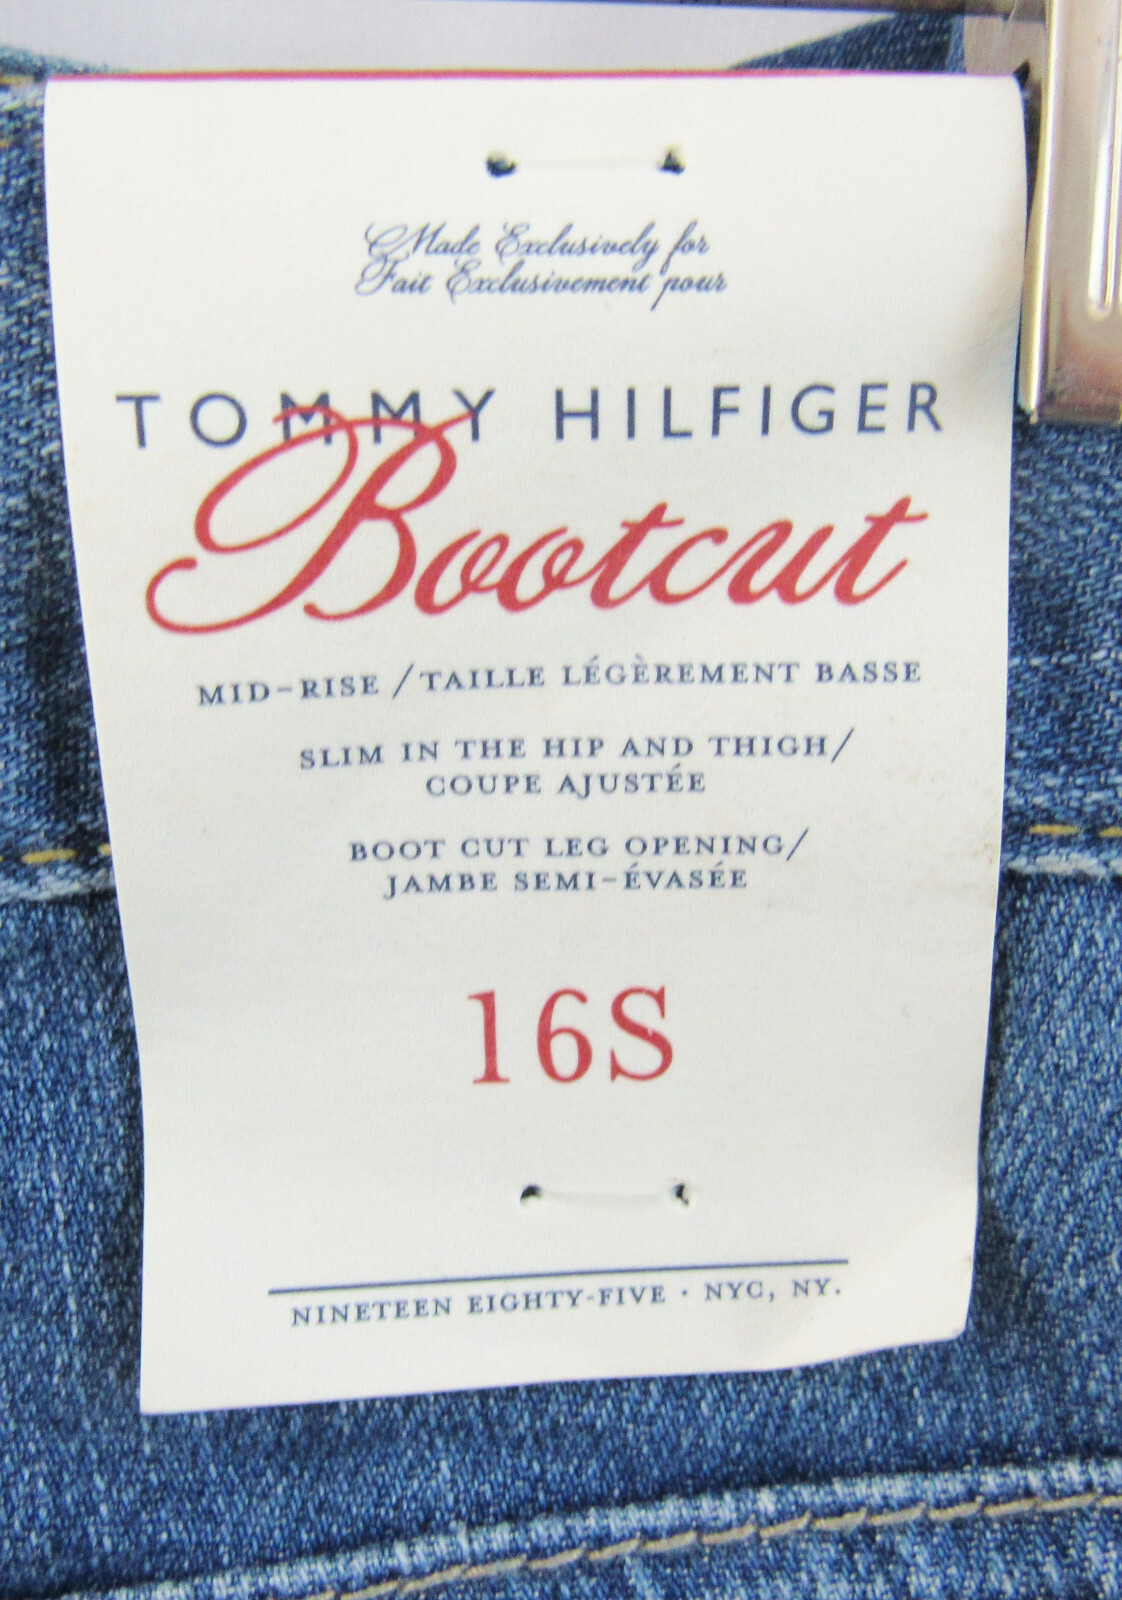 Made Exclusively for
Fait Exclusivement pour
TOMMY HILFIGER
Bootcut
MID-RISE / TAILLE LÉGÈREMENT BASSE
SLIM IN THE HIP AND THIGH/
COUPE AJUSTÉE
BOOT CUT LEG OPENING/
JAMBE SEMI-ÉVASÉE
16S
NINETEEN EIGHTY-FIVE · NYC, NY.